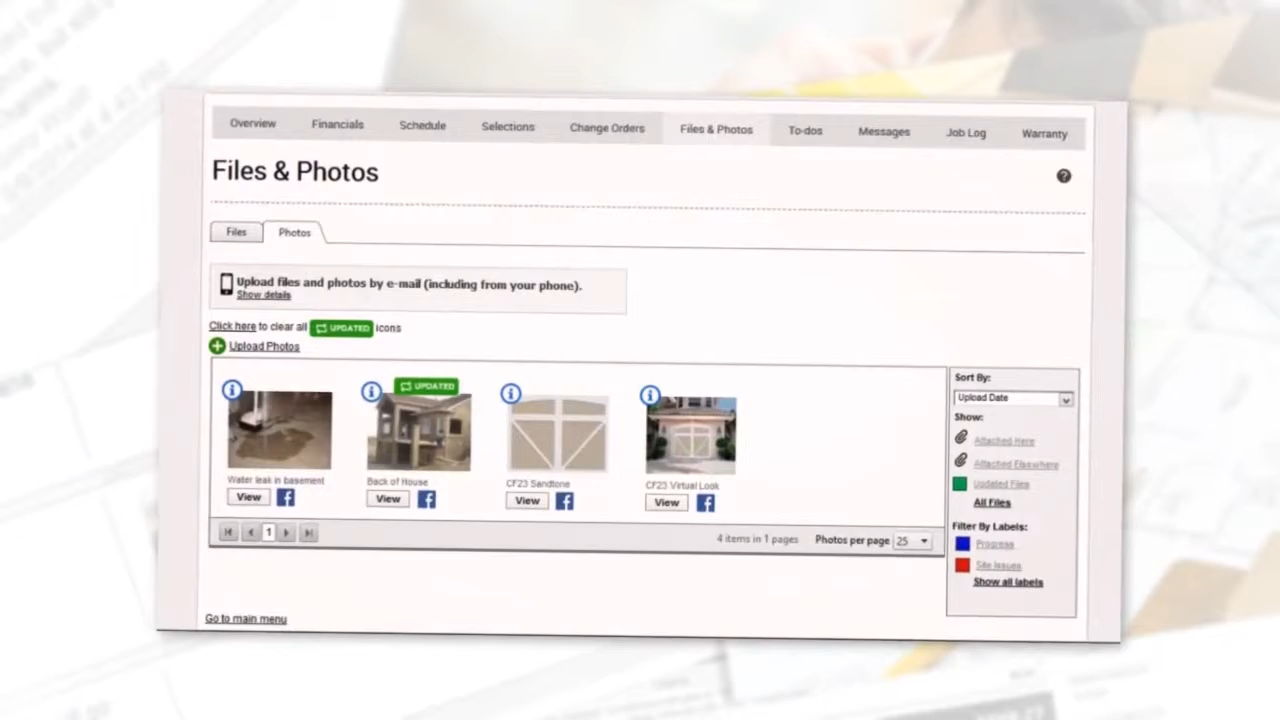 Overview Financials Schedule Selections Change Orders Files & Photos To-dos Messages Job Log Warranty
Files & Photos
?
Files Photos
Upload files and photos by e-mail (including from your phone).
Show details
Click here to clear all UPDATED icons
Upload Photos
UPDATED
Water leak in basement
Back of House
CF23 Sandtone
CF23 Virtual Look
View
View
View
View
1
4 items in 1 pages
Photos per page 25
Sort By:
Upload Date
Show:
Attached Here
Attached Elsewhere
Updated Files
All Files
Filter By Labels:
Progress
Site Issues
Show all labels
Go to main menu